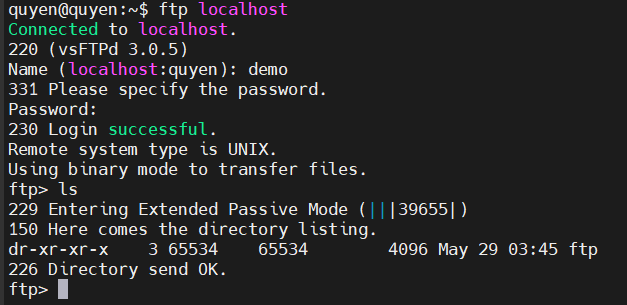 quyen@quyen:~$ ftp localhost
Connected to localhost.
220 (vsFTPd 3.0.5)
Name (localhost:quyen): demo
331 Please specify the password.
Password:
230 Login successful.
Remote system type is UNIX.
Using binary mode to transfer files.
ftp> ls
229 Entering Extended Passive Mode (|||39655|)
150 Here comes the directory listing.
dr-xr-xr-x    3 65534    65534        4096 May 29 03:45 ftp
226 Directory send OK.
ftp>